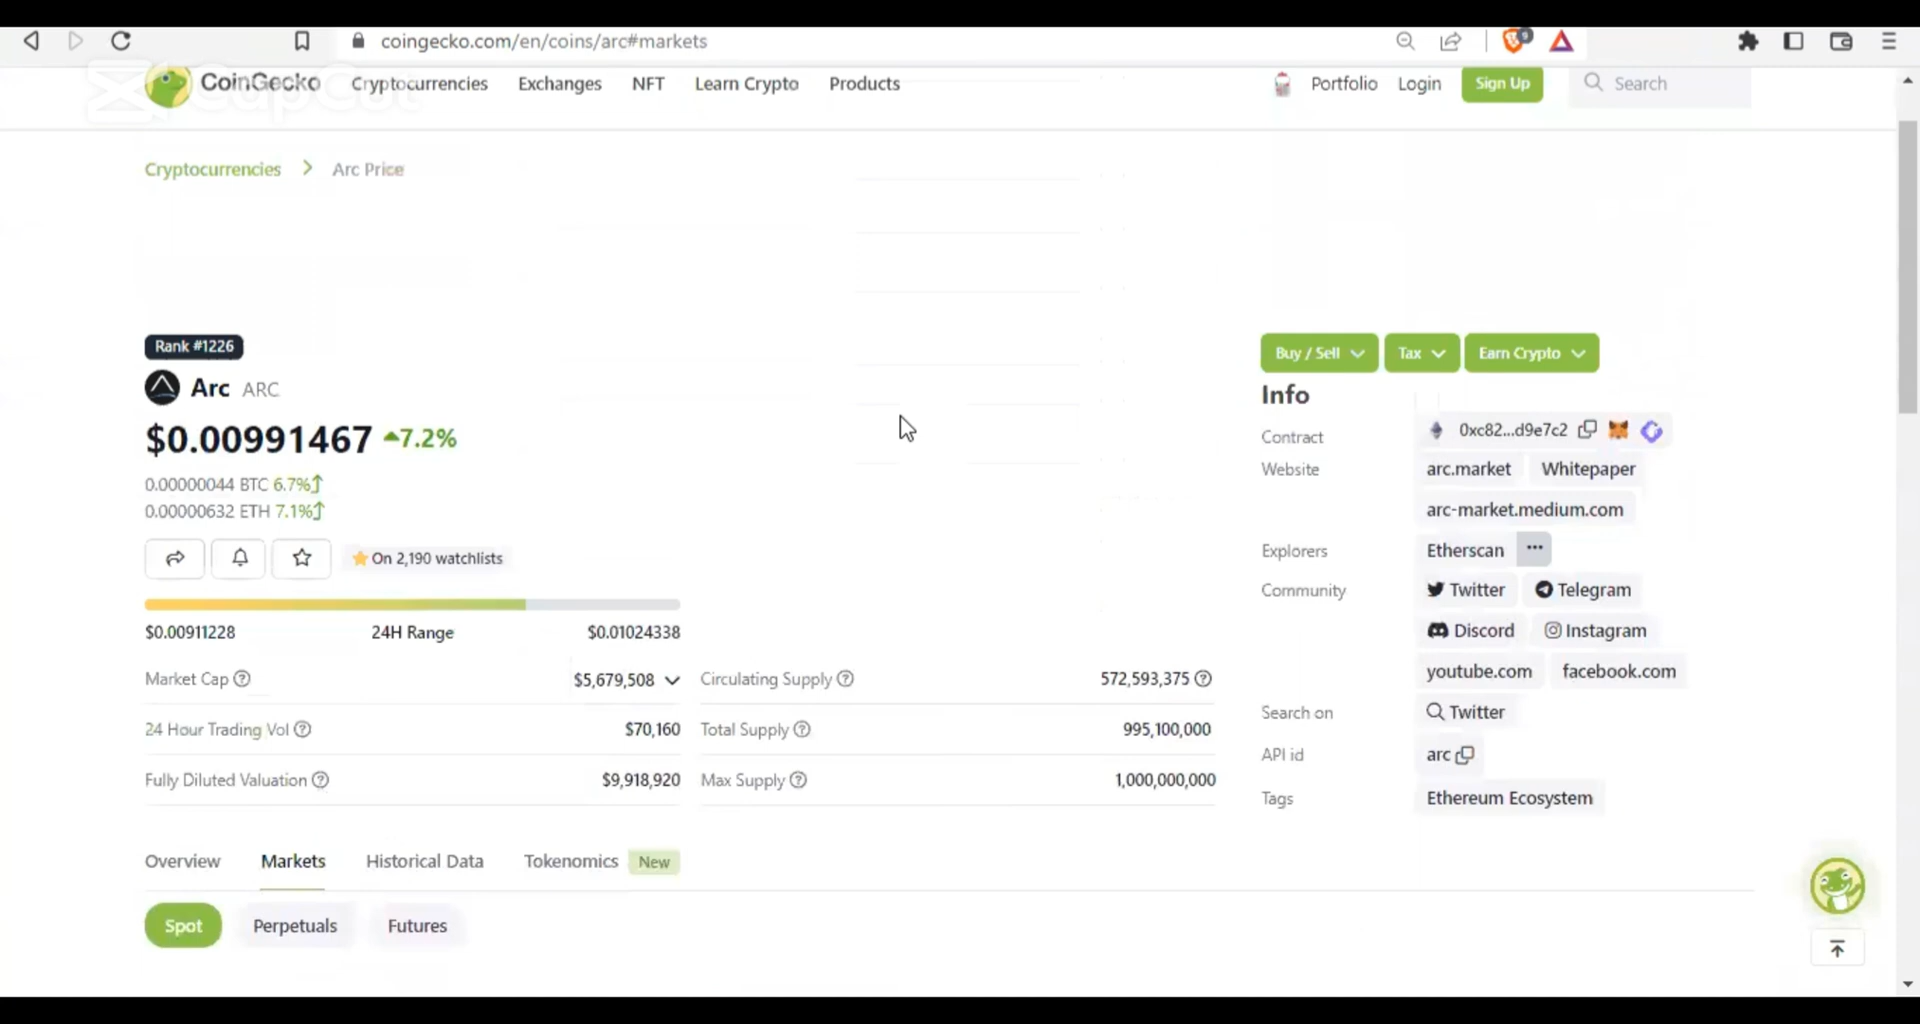 coingecko.com/en/coins/arc#markets
9
CapCut
CoinGecko Cryptocurrencies Exchanges NFT Learn Crypto Products Portfolio Login Sign Up Search
Cryptocurrencies > Arc Price
Rank #1226
Arc ARC
$0.00991467 7.2%
0.00000044 BTC 6.7%
0.00000632 ETH 7.1%
On 2,190 watchlists
$0.00911228 24H Range $0.01024338
Market Cap $5,679,508
24 Hour Trading Vol $70,160
Fully Diluted Valuation $9,918,920
Circulating Supply 572,593,375
Total Supply 995,100,000
Max Supply 1,000,000,000
Buy / Sell Tax Earn Crypto
Info
Contract 0xc82...d9e7c2
Website arc.market Whitepaper
arc-market.medium.com
Explorers Etherscan ...
Community Twitter Telegram
Discord Instagram
youtube.com facebook.com
Search on Twitter
API id arc
Tags Ethereum Ecosystem
Overview Markets Historical Data Tokenomics New
Spot Perpetuals Futures